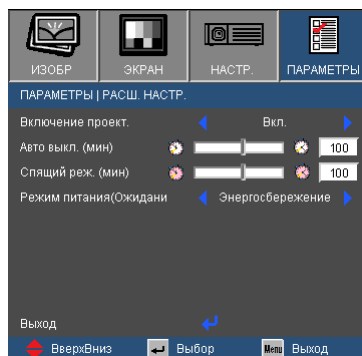 ИЗОБР ЭКРАН НАСТР. ПАРАМЕТРЫ
ПАРАМЕТРЫ | РАСШ. НАСТР.
Включение проект. Вкл.
Авто выкл. (мин) 100
Спящий реж. (мин) 100
Режим питания(Ожидани Энергосбережение
Выход
ВверхВниз Выбор Menu Выход